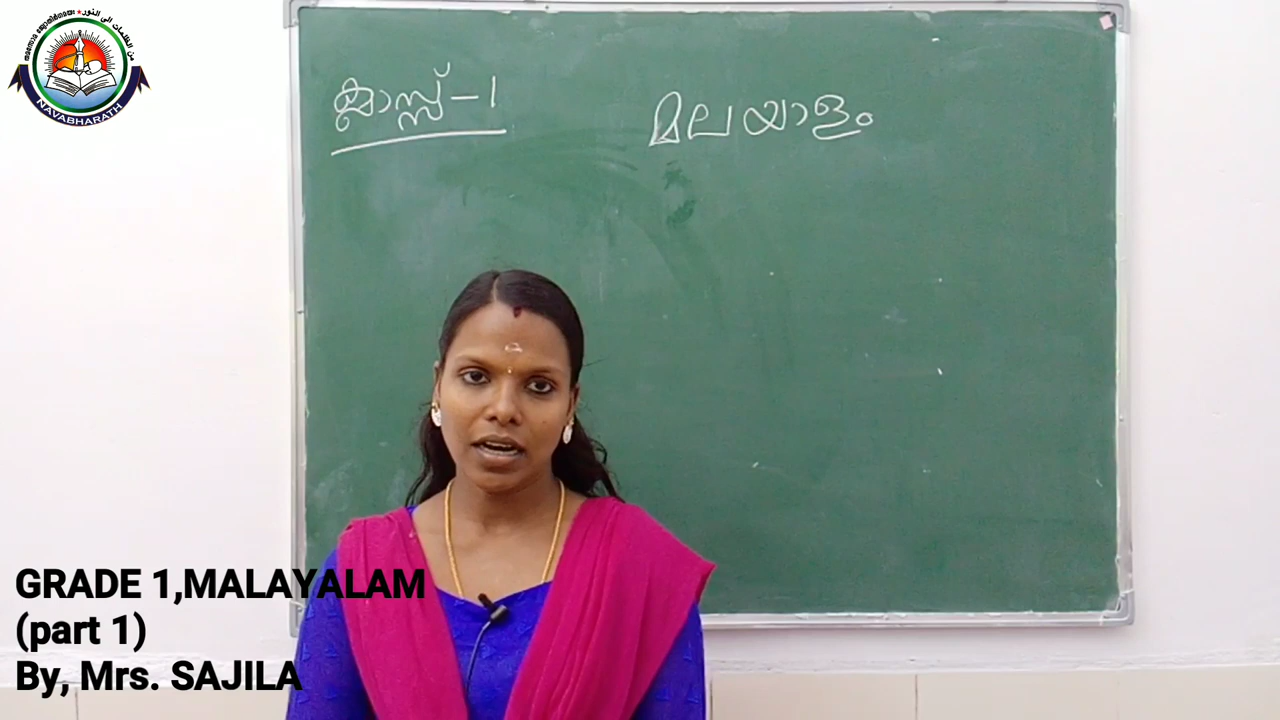 NAVABHARATH
ക്ലാസ്സ് - 1
മലയാളം
GRADE 1,MALAYALAM
(part 1)
By, Mrs. SAJILA